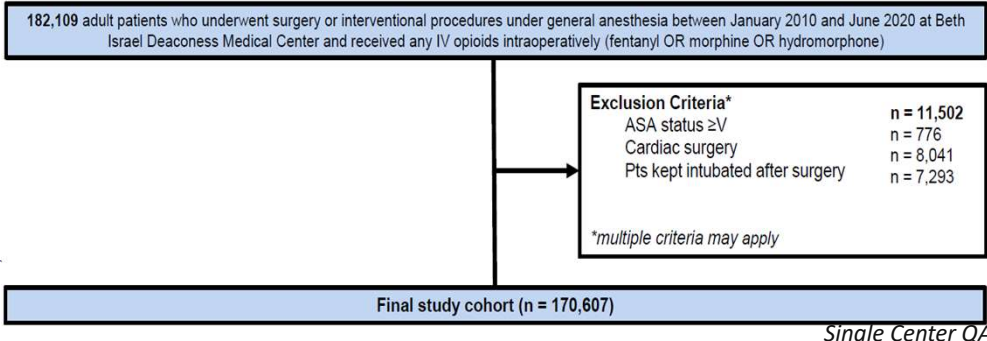 182,109 adult patients who underwent surgery or interventional procedures under general anesthesia between January 2010 and June 2020 at Beth
Israel Deaconess Medical Center and received any IV opioids intraoperatively (fentanyl OR morphine OR hydromorphone)
Exclusion Criteria* n = 11,502
ASA status ≥V n = 776
Cardiac surgery n = 8,041
Pts kept intubated after surgery n = 7,293
*multiple criteria may apply
Final study cohort (n = 170,607)
Single Center QA